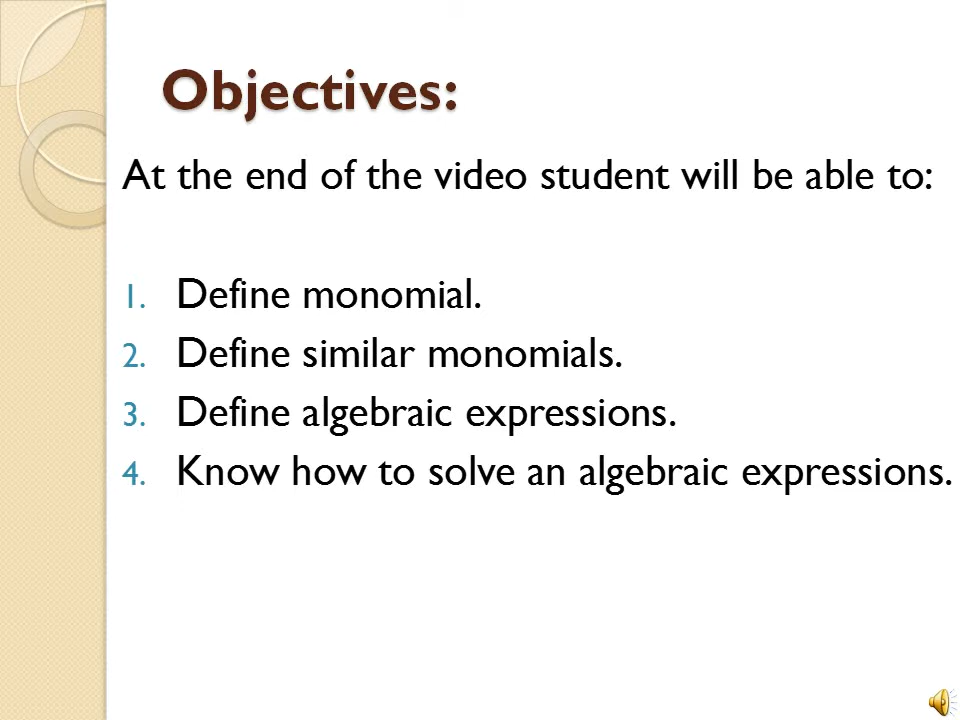 Objectives:
At the end of the video student will be able to:
1. Define monomial.
2. Define similar monomials.
3. Define algebraic expressions.
4. Know how to solve an algebraic expressions.